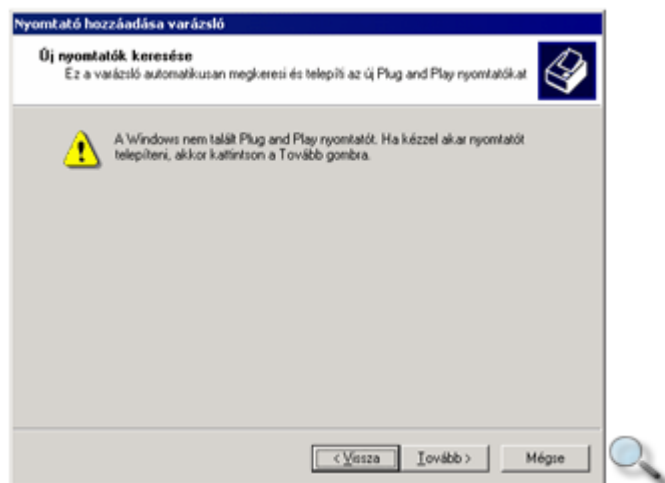 Nyomtató hozzáadása varázsló
Új nyomtatók keresése
Ez a varázsló automatikusan megkeresi és telepíti az új Plug and Play nyomtatókat
A Windows nem talált Plug and Play nyomtatót. Ha kézzel akar nyomtatót
telepíteni, akkor kattintson a Tovább gombra.
< Vissza Tovább > Mégse